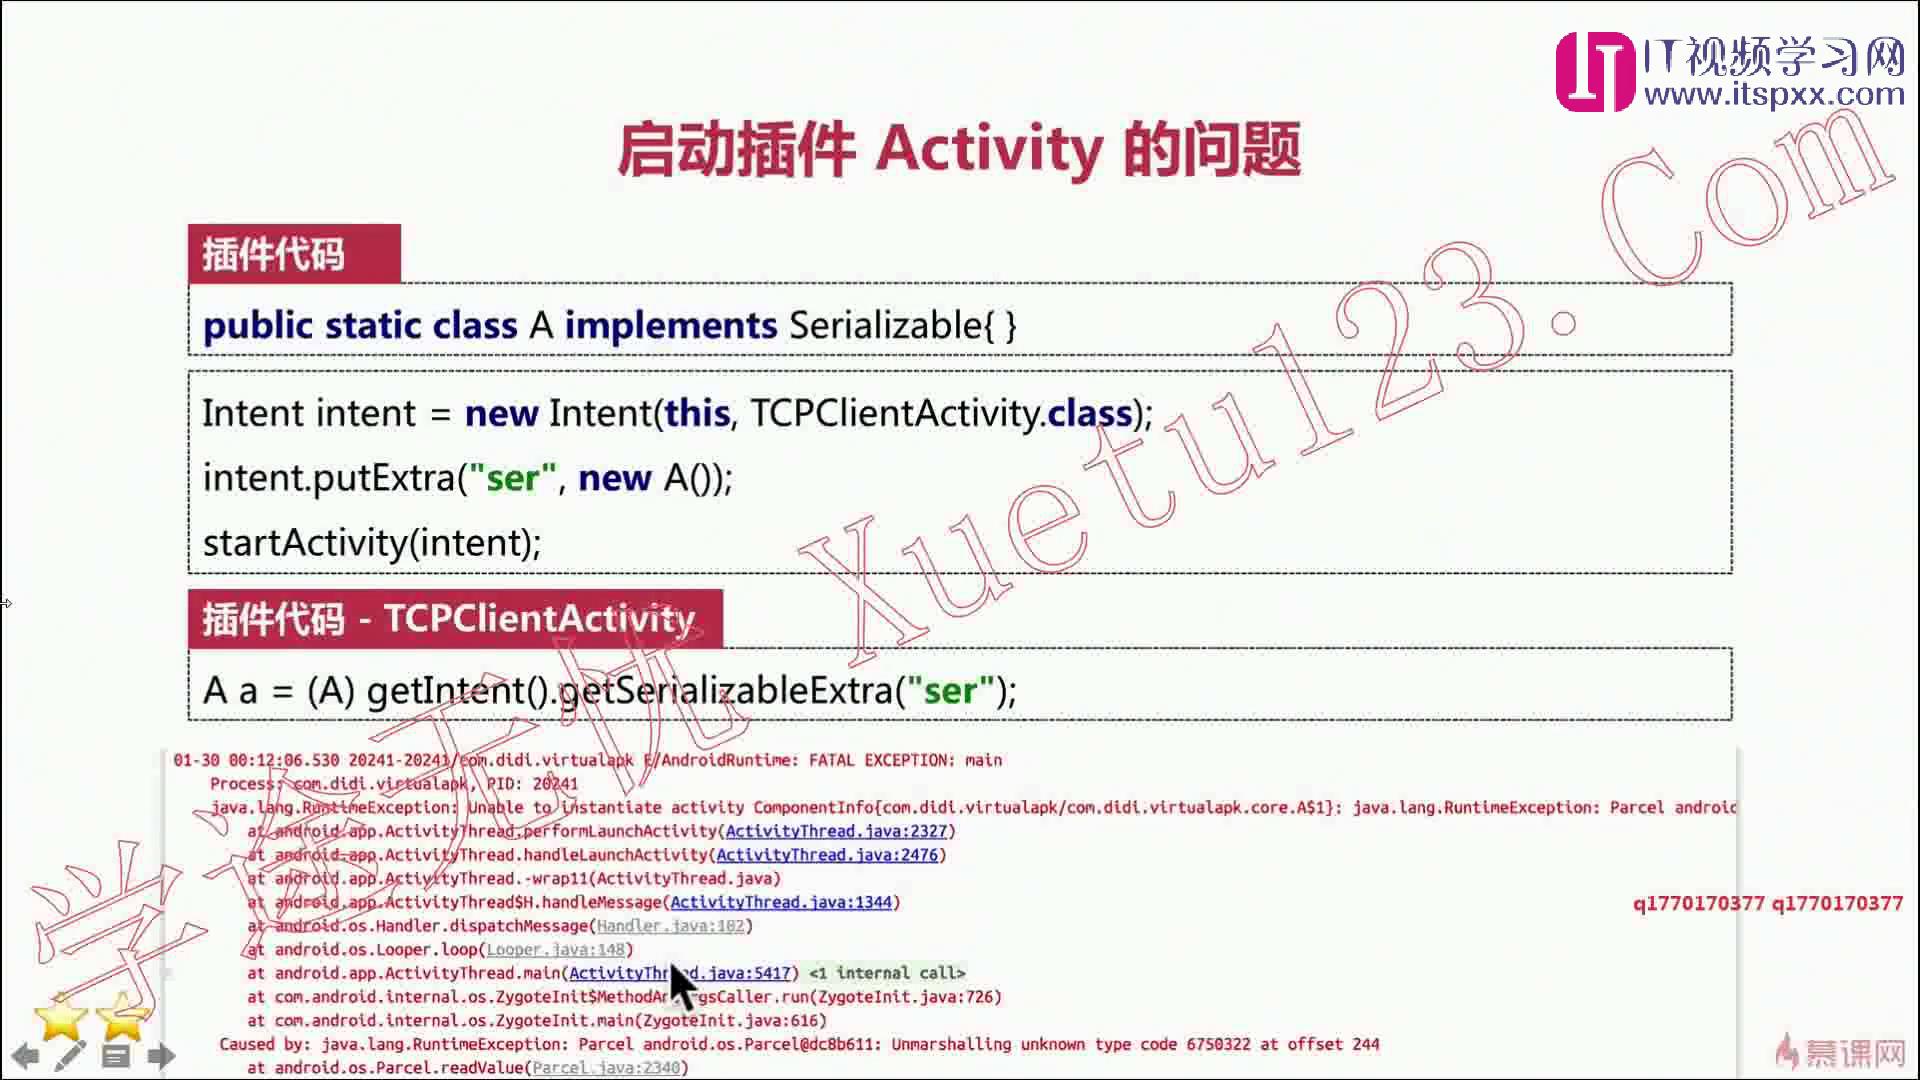 IT视频学习网
www.itspxx.com
启动插件 Activity 的问题
插件代码
public static class A implements Serializable{ }
Intent intent = new Intent(this, TCPClientActivity.class);
intent.putExtra("ser", new A());
startActivity(intent);
插件代码 - TCPClientActivity
A a = (A) getIntent().getSerializableExtra("ser");
学途无忧 Xuetu123.Com
01-30 00:12:06.530 20241-20241/com.didi.virtualapk E/AndroidRuntime: FATAL EXCEPTION: main
Process: com.didi.virtualapk, PID: 20241
java.lang.RuntimeException: Unable to instantiate activity ComponentInfo{com.didi.virtualapk/com.didi.virtualapk.core.A$1}: java.lang.RuntimeException: Parcel android
at android.app.ActivityThread.performLaunchActivity(ActivityThread.java:2327)
at android.app.ActivityThread.handleLaunchActivity(ActivityThread.java:2476)
at android.app.ActivityThread.-wrap11(ActivityThread.java)
at android.app.ActivityThread$H.handleMessage(ActivityThread.java:1344)
q1770170377 q1770170377
at android.os.Handler.dispatchMessage(Handler.java:102)
at android.os.Looper.loop(Looper.java:148)
at android.app.ActivityThread.main(ActivityThread.java:5417) <1 internal call>
at com.android.internal.os.ZygoteInit$MethodAndArgsCaller.run(ZygoteInit.java:726)
at com.android.internal.os.ZygoteInit.main(ZygoteInit.java:616)
Caused by: java.lang.RuntimeException: Parcel android.os.Parcel@dc8b611: Unmarshalling unknown type code 6750322 at offset 244
at android.os.Parcel.readValue(Parcel.java:2340)
慕课网